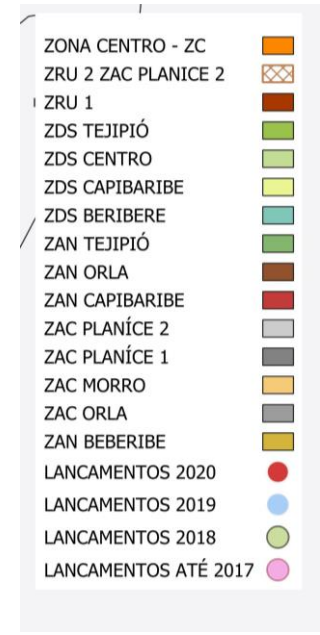 ZONA CENTRO - ZC
ZRU 2 ZAC PLANICE 2
ZRU 1
ZDS TEJIPIÓ
ZDS CENTRO
ZDS CAPIBARIBE
ZDS BERIBERE
ZAN TEJIPIÓ
ZAN ORLA
ZAN CAPIBARIBE
ZAC PLANÍCE 2
ZAC PLANÍCE 1
ZAC MORRO
ZAC ORLA
ZAN BEBERIBE
LANCAMENTOS 2020
LANCAMENTOS 2019
LANCAMENTOS 2018
LANCAMENTOS ATÉ 2017